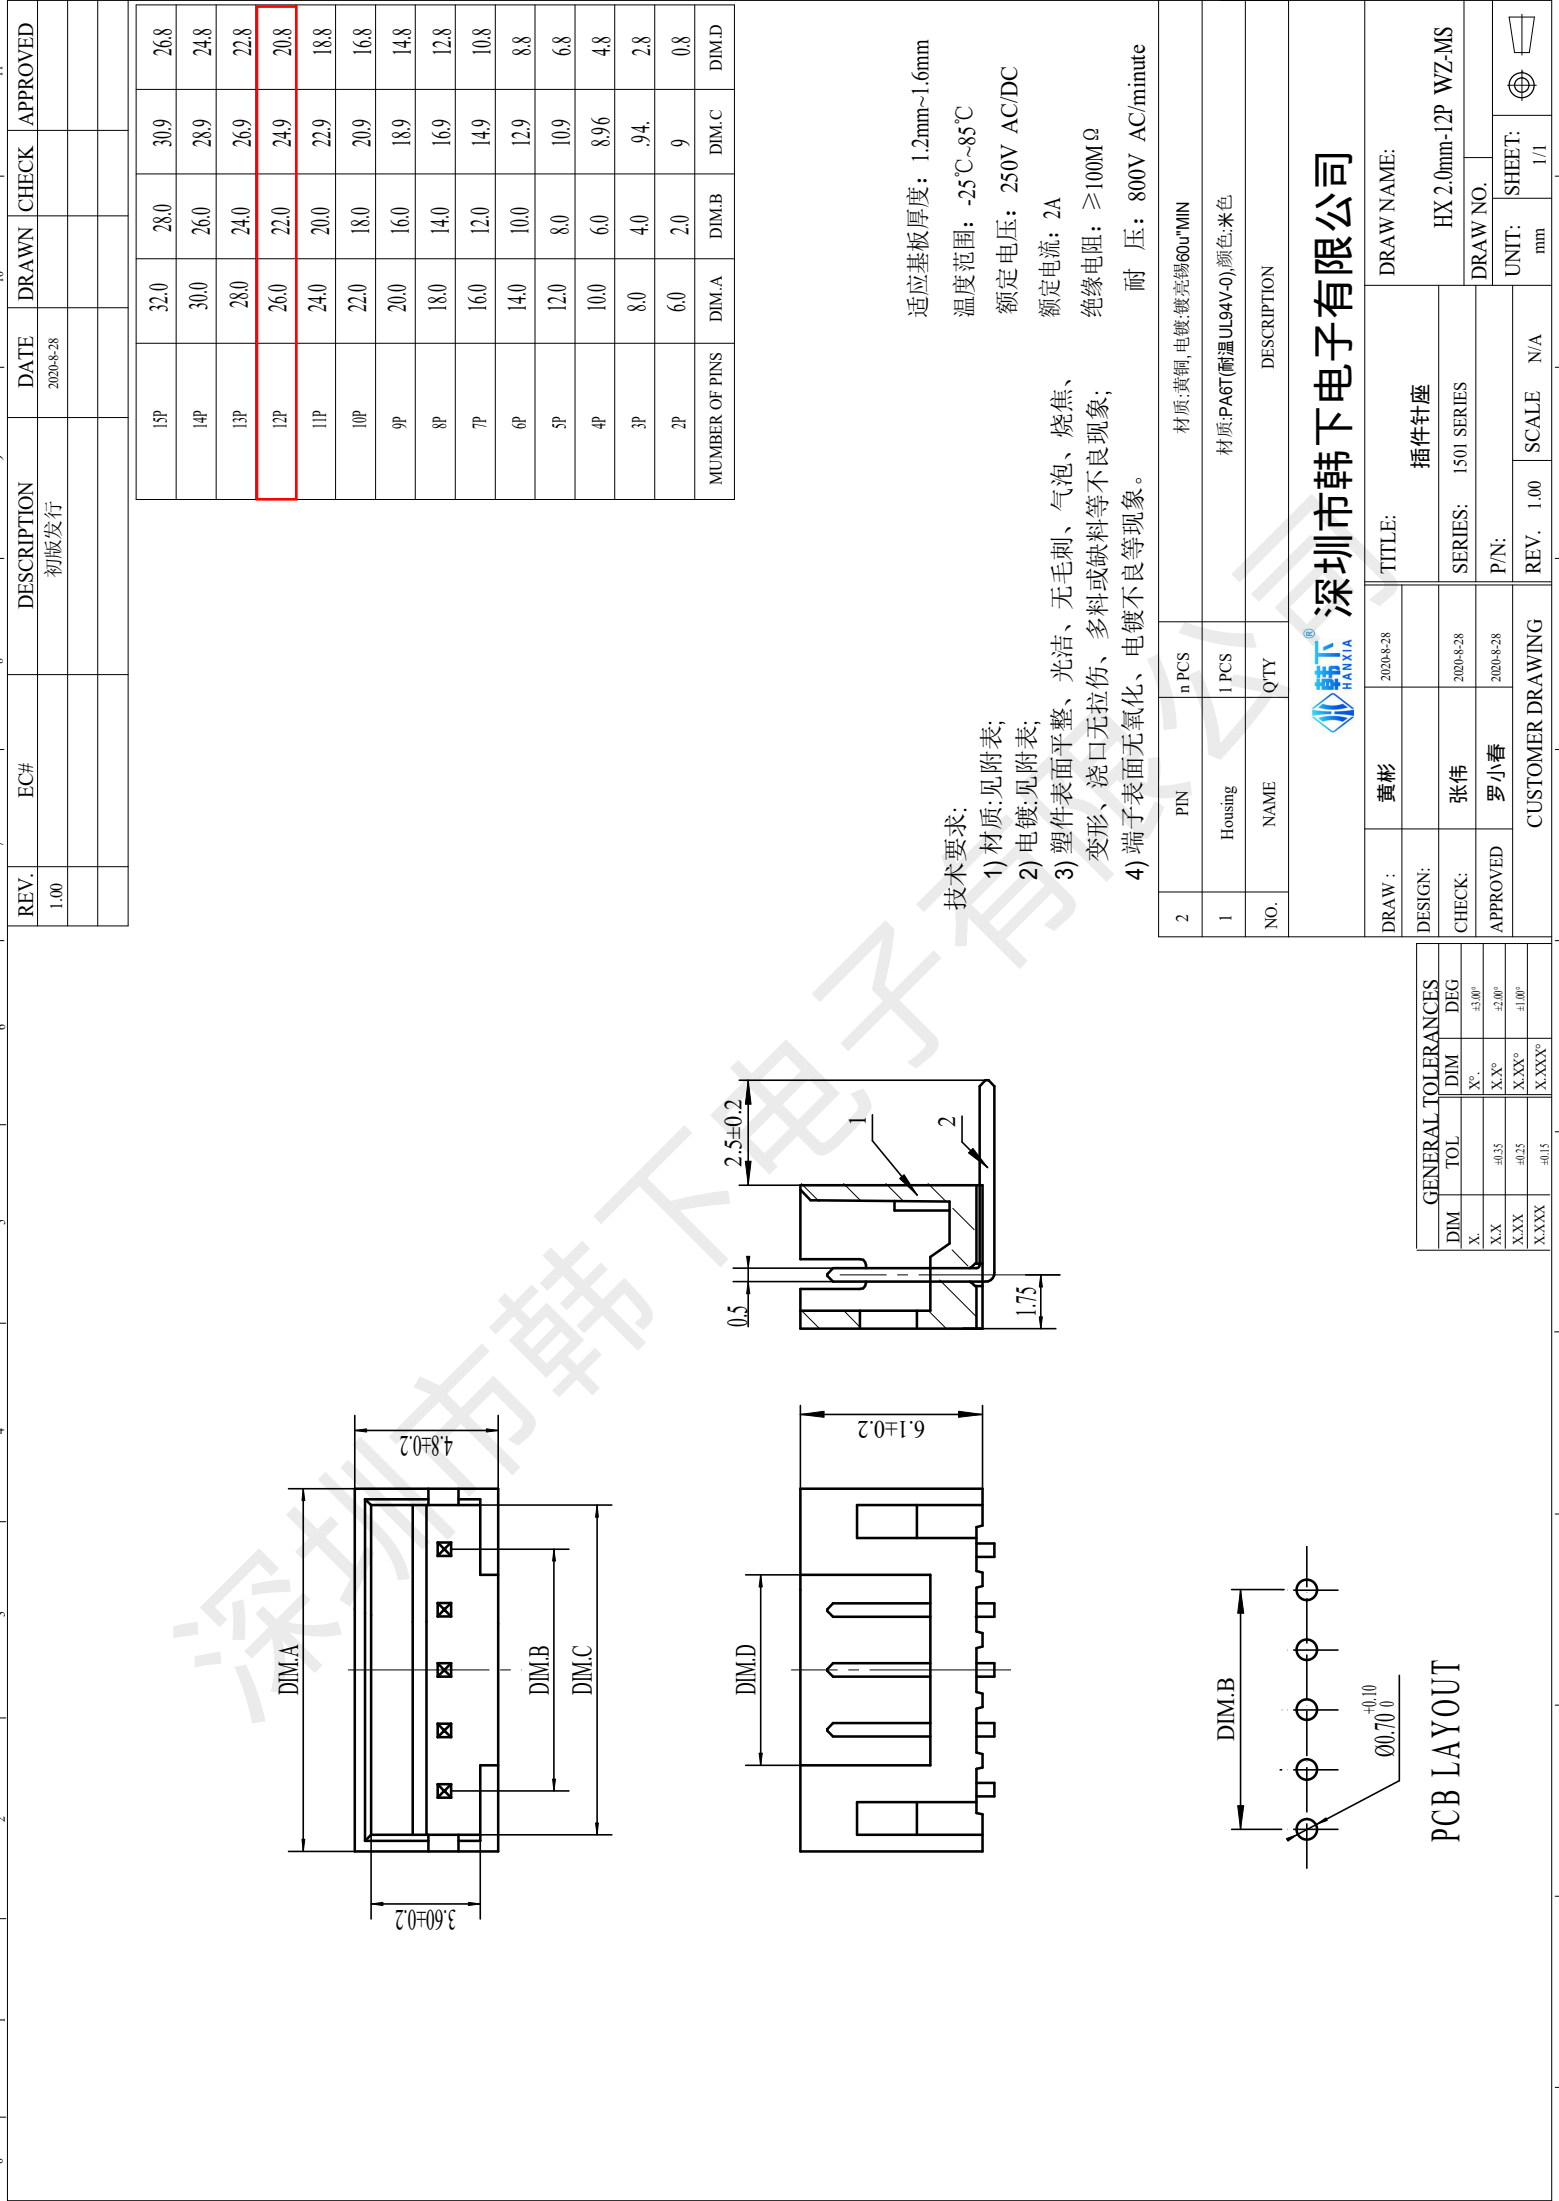 REV. EC# DESCRIPTION DATE DRAWN CHECK APPROVED
1.00 初版发行 2020-8-28
15P 32.0 28.0 30.9 26.8
14P 30.0 26.0 28.9 24.8
13P 28.0 24.0 26.9 22.8
12P 26.0 22.0 24.9 20.8
11P 24.0 20.0 22.9 18.8
10P 22.0 18.0 20.9 16.8
9P 20.0 16.0 18.9 14.8
8P 18.0 14.0 16.9 12.8
7P 16.0 12.0 14.9 10.8
6P 14.0 10.0 12.9 8.8
5P 12.0 8.0 10.9 6.8
4P 10.0 6.0 8.96 4.8
3P 8.0 4.0 .94. 2.8
2P 6.0 2.0 9 0.8
MUMBER OF PINS DIM.A DIM.B DIM.C DIM.D
DIM.A
4.8±0.2
3.60±0.2
DIM.B
DIM.C
DIM.D
6.1±0.2
0.5
2.5±0.2
1
2
1.75
DIM.B
Ø0.70 +0.10 0
PCB LAYOUT
适应基板厚度：1.2mm~1.6mm
温度范围：-25℃~85℃
额定电压：250V AC/DC
额定电流：2A
绝缘电阻：≥100MΩ
耐 压：800V AC/minute
技术要求:
1) 材质:见附表;
2) 电镀:见附表;
3) 塑件表面平整、光洁、无毛刺、气泡、烧焦、
变形、浇口无拉伤、多料或缺料等不良现象;
4) 端子表面无氧化、电镀不良等现象。
2 PIN n PCS 材质:黄铜,电镀:镀亮锡60u"MIN
1 Housing 1 PCS 材质:PA6T(耐温UL94V-0),颜色:米色
NO. NAME Q'TY DESCRIPTION
韩下® HANXIA 深圳市韩下电子有限公司
DRAW : 黄彬 2020-8-28
DESIGN:
CHECK: 张伟 2020-8-28
APPROVED 罗小春 2020-8-28
CUSTOMER DRAWING
TITLE:
插件针座
SERIES: 1501 SERIES
P/N:
REV. 1.00 SCALE N/A
DRAW NAME:
HX 2.0mm-12P WZ-MS
DRAW NO.
UNIT: mm
SHEET: 1/1
GENERAL TOLERANCES
DIM TOL DIM DEG
X. X°. ±3.00°
X.X ±0.35 X.X° ±2.00°
X.XX ±0.25 X.XX° ±1.00°
X.XXX ±0.15 X.XXX°
深圳市韩下电子有限公司